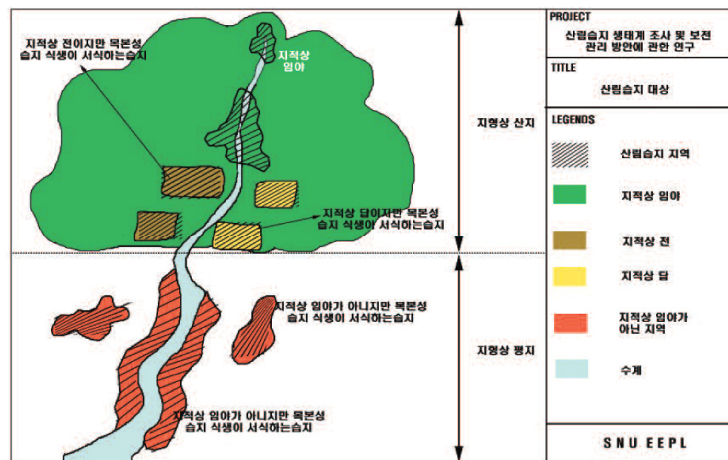 지적상 전이지만 목본성
습지 식생이 서식하는습지
지적상
임야
지적상 답이지만 목본성
습지 식생이 서식하는습지
지형상 산지
지적상 임야가 아니지만 목본성
습지 식생이 서식하는습지
지형상 평지
지적상 임야가 아니지만 목본성
습지 식생이 서식하는습지
PROJECT
산림습지 생태계 조사 및 보전
관리 방안에 관한 연구
TITLE
산림습지 대상
LEGENDS
산림습지 지역
지적상 임야
지적상 전
지적상 답
지적상 임야가
아닌 지역
수계
SNU EEPL